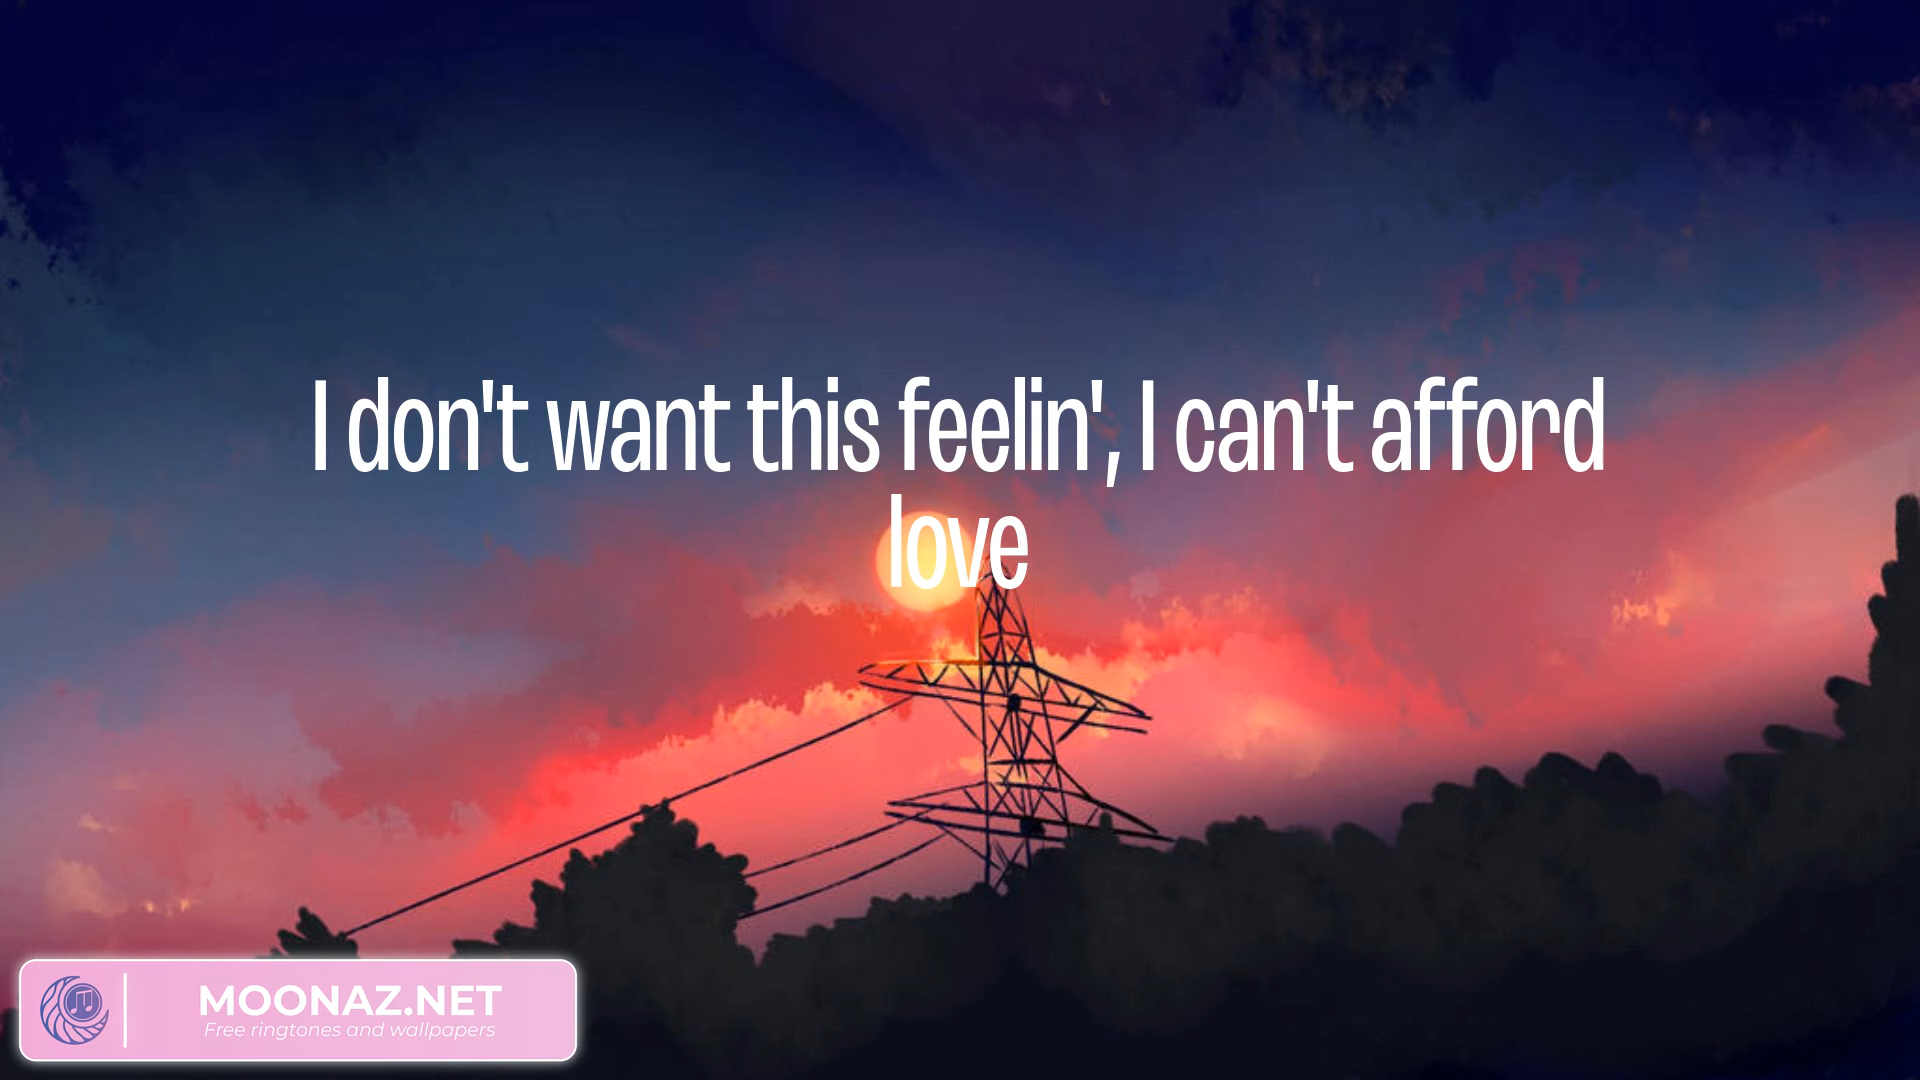 I don't want this feelin', I can't afford
love
MOONAZ.NET
Free ringtones and wallpapers